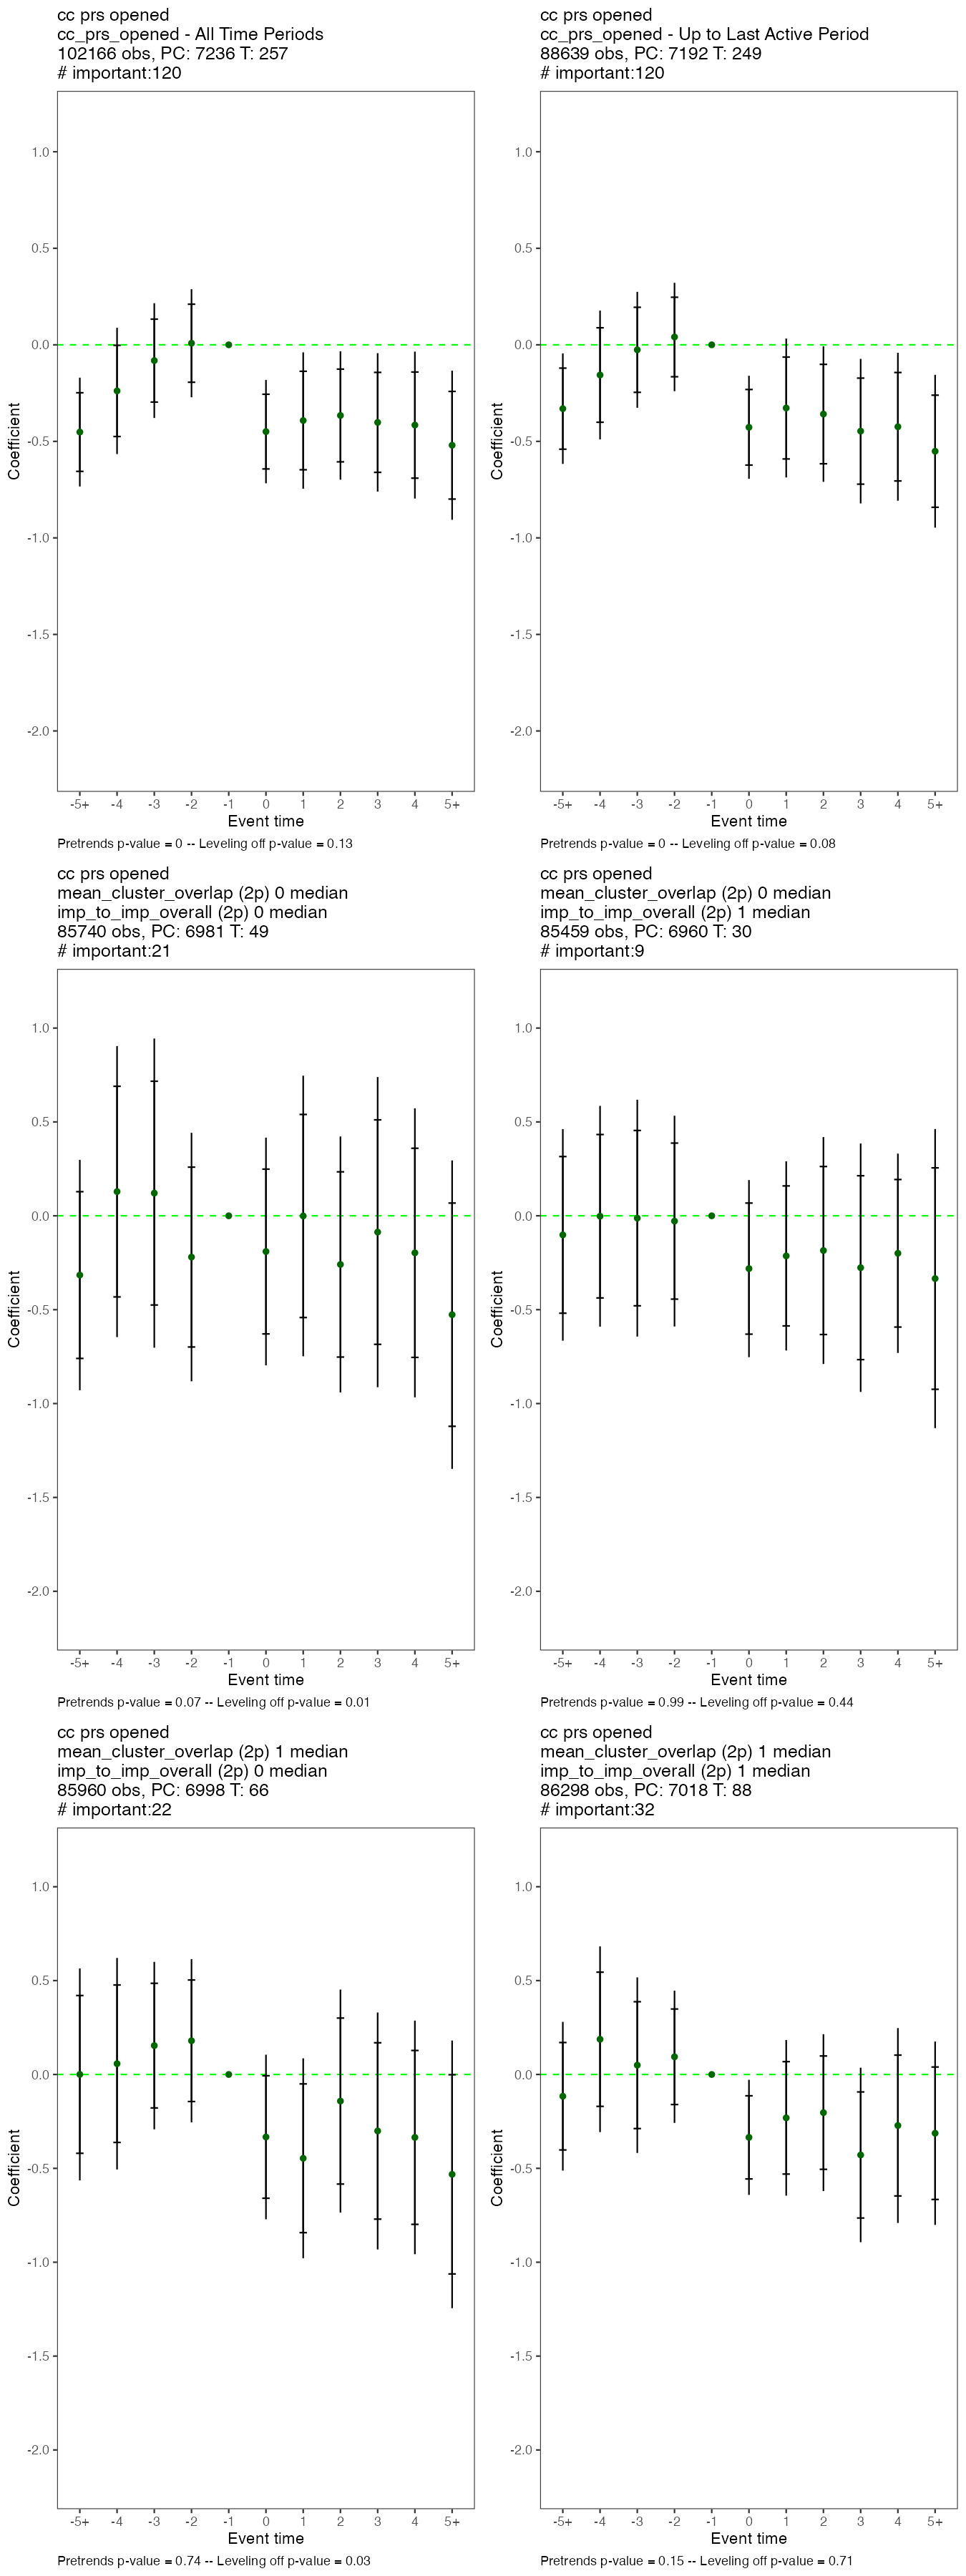 cc prs opened
cc_prs_opened - All Time Periods
102166 obs, PC: 7236 T: 257
# important:120
1.0
0.5
0.0
-0.5
-1.0
-1.5
-2.0
Coefficient
-5+ -4 -3 -2 -1 0 1 2 3 4 5+
Event time
Pretrends p-value = 0 -- Leveling off p-value = 0.13
cc prs opened
cc_prs_opened - Up to Last Active Period
88639 obs, PC: 7192 T: 249
# important:120
1.0
0.5
0.0
-0.5
-1.0
-1.5
-2.0
Coefficient
-5+ -4 -3 -2 -1 0 1 2 3 4 5+
Event time
Pretrends p-value = 0 -- Leveling off p-value = 0.08
cc prs opened
mean_cluster_overlap (2p) 0 median
imp_to_imp_overall (2p) 0 median
85740 obs, PC: 6981 T: 49
# important:21
1.0
0.5
0.0
-0.5
-1.0
-1.5
-2.0
Coefficient
-5+ -4 -3 -2 -1 0 1 2 3 4 5+
Event time
Pretrends p-value = 0.07 -- Leveling off p-value = 0.01
cc prs opened
mean_cluster_overlap (2p) 0 median
imp_to_imp_overall (2p) 1 median
85459 obs, PC: 6960 T: 30
# important:9
1.0
0.5
0.0
-0.5
-1.0
-1.5
-2.0
Coefficient
-5+ -4 -3 -2 -1 0 1 2 3 4 5+
Event time
Pretrends p-value = 0.99 -- Leveling off p-value = 0.44
cc prs opened
mean_cluster_overlap (2p) 1 median
imp_to_imp_overall (2p) 0 median
85960 obs, PC: 6998 T: 66
# important:22
1.0
0.5
0.0
-0.5
-1.0
-1.5
-2.0
Coefficient
-5+ -4 -3 -2 -1 0 1 2 3 4 5+
Event time
Pretrends p-value = 0.74 -- Leveling off p-value = 0.03
cc prs opened
mean_cluster_overlap (2p) 1 median
imp_to_imp_overall (2p) 1 median
86298 obs, PC: 7018 T: 88
# important:32
1.0
0.5
0.0
-0.5
-1.0
-1.5
-2.0
Coefficient
-5+ -4 -3 -2 -1 0 1 2 3 4 5+
Event time
Pretrends p-value = 0.15 -- Leveling off p-value = 0.71